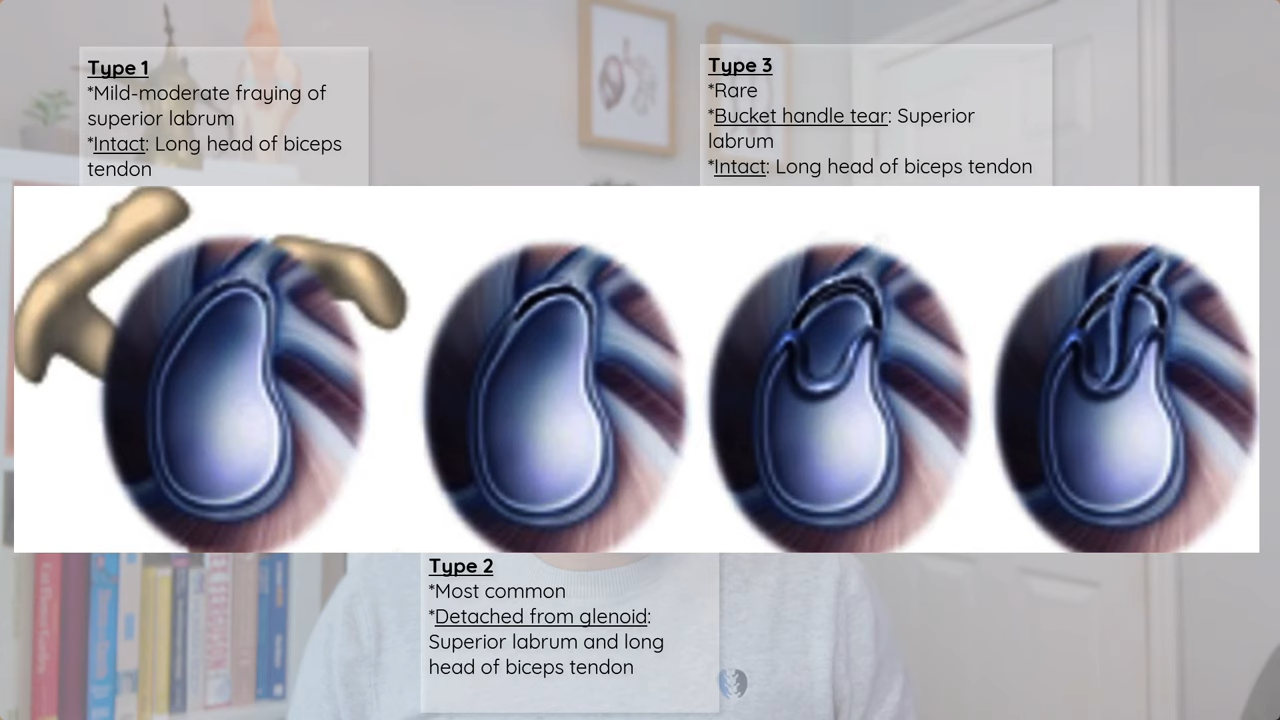 Type 1
*Mild-moderate fraying of
superior labrum
*Intact: Long head of biceps
tendon
Type 3
*Rare
*Bucket handle tear: Superior
labrum
*Intact: Long head of biceps tendon
Type 2
*Most common
*Detached from glenoid:
Superior labrum and long
head of biceps tendon